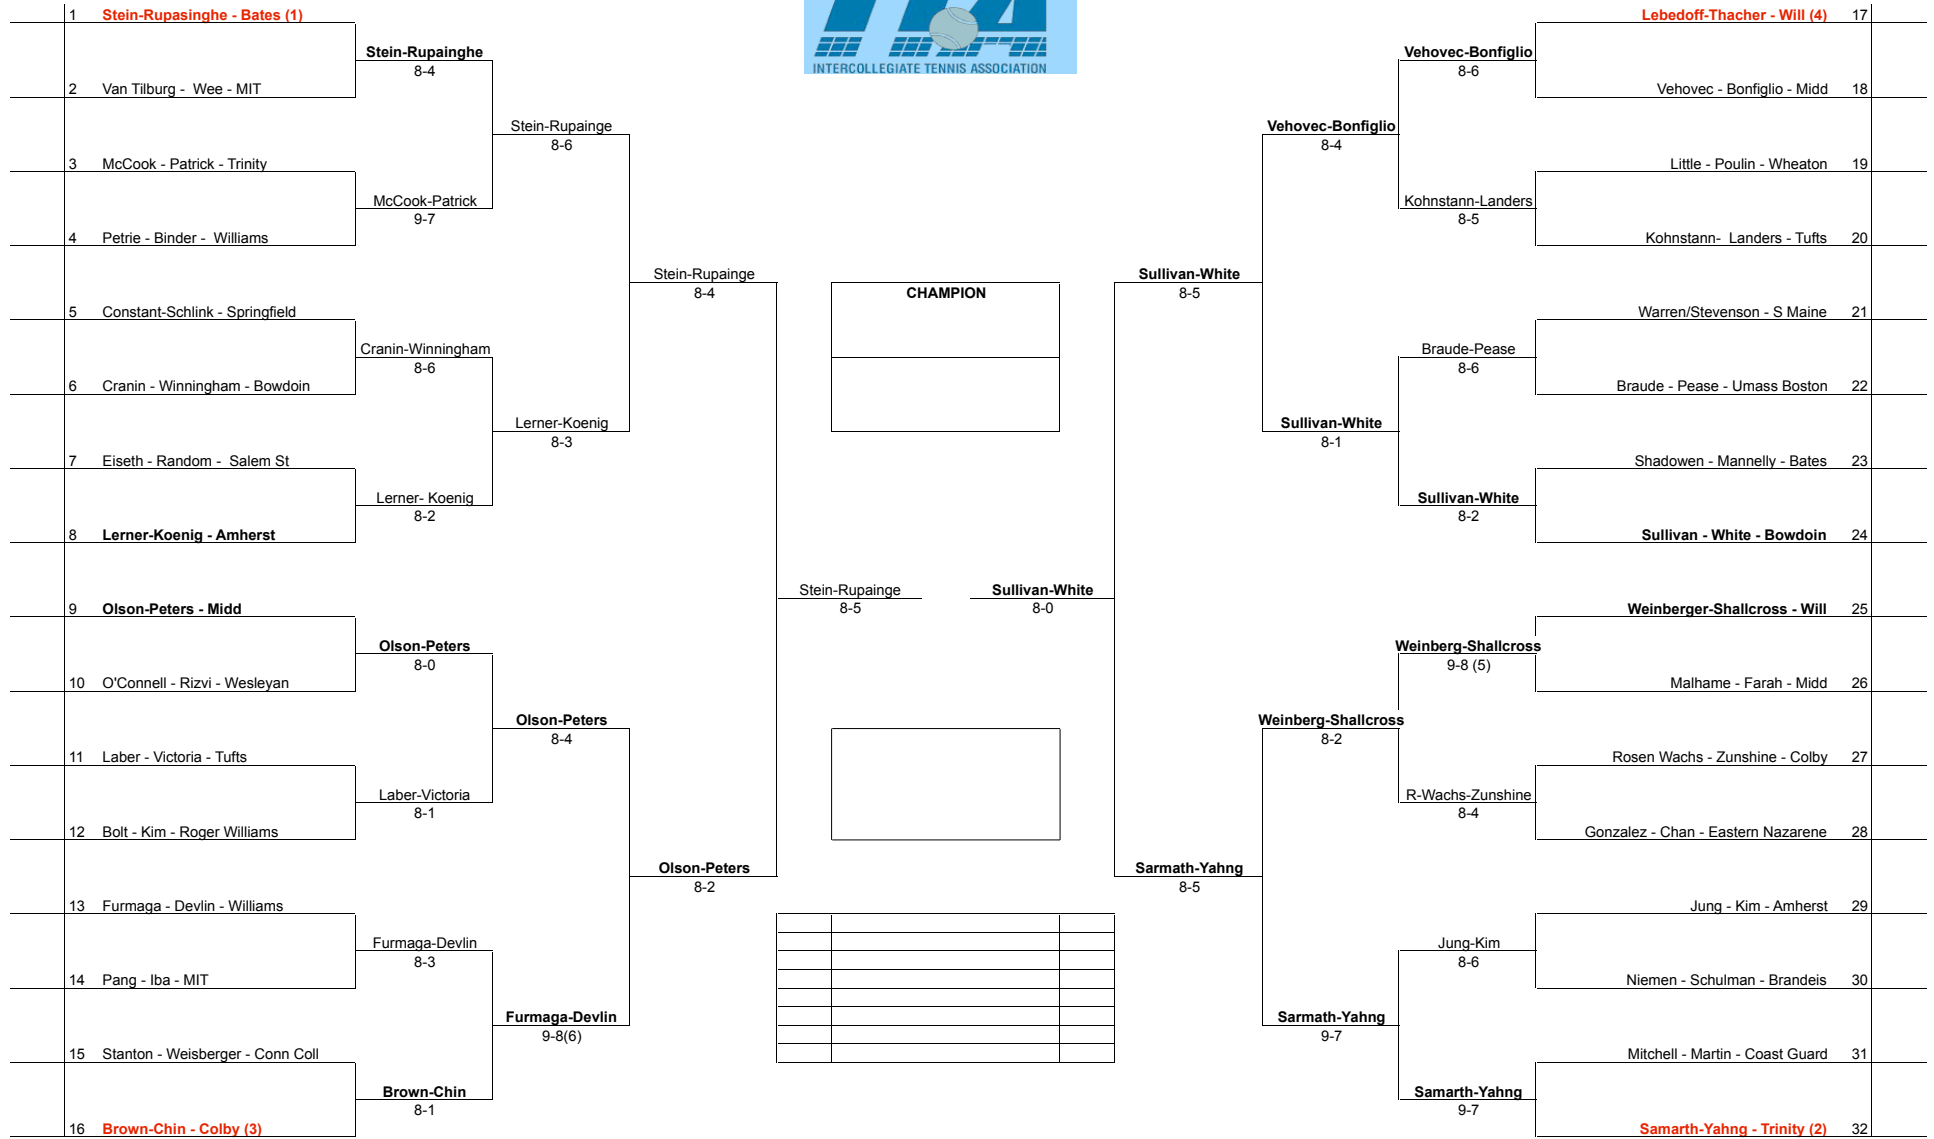 1 Stein-Rupasinghe - Bates (1)
Stein-Rupainghe
8-4
2 Van Tilburg - Wee - MIT
Stein-Rupainge
8-6
3 McCook - Patrick - Trinity
McCook-Patrick
9-7
4 Petrie - Binder - Williams
Stein-Rupainge
8-4
5 Constant-Schlink - Springfield
Cranin-Winningham
8-6
6 Cranin - Winningham - Bowdoin
Lerner-Koenig
8-3
7 Eiseth - Random - Salem St
Lerner- Koenig
8-2
8 Lerner-Koenig - Amherst
Stein-Rupainge
8-5
9 Olson-Peters - Midd
Olson-Peters
8-0
10 O'Connell - Rizvi - Wesleyan
Olson-Peters
8-4
11 Laber - Victoria - Tufts
Laber-Victoria
8-1
12 Bolt - Kim - Roger Williams
Olson-Peters
8-2
13 Furmaga - Devlin - Williams
Furmaga-Devlin
8-3
14 Pang - Iba - MIT
Furmaga-Devlin
9-8(6)
15 Stanton - Weisberger - Conn Coll
Brown-Chin
8-1
16 Brown-Chin - Colby (3)
ITA
INTERCOLLEGIATE TENNIS ASSOCIATION
CHAMPION
Lebedoff-Thacher - Will (4) 17
Vehovec-Bonfiglio
8-6
Vehovec - Bonfiglio - Midd 18
Vehovec-Bonfiglio
8-4
Little - Poulin - Wheaton 19
Kohnstann-Landers
8-5
Kohnstann- Landers - Tufts 20
Sullivan-White
8-5
Warren/Stevenson - S Maine 21
Braude-Pease
8-6
Braude - Pease - Umass Boston 22
Sullivan-White
8-1
Shadowen - Mannelly - Bates 23
Sullivan-White
8-2
Sullivan - White - Bowdoin 24
Sullivan-White
8-0
Weinberger-Shallcross - Will 25
Weinberg-Shallcross
9-8 (5)
Malhame - Farah - Midd 26
Weinberg-Shallcross
8-2
Rosen Wachs - Zunshine - Colby 27
R-Wachs-Zunshine
8-4
Gonzalez - Chan - Eastern Nazarene 28
Sarmath-Yahng
8-5
Jung - Kim - Amherst 29
Jung-Kim
8-6
Niemen - Schulman - Brandeis 30
Sarmath-Yahng
9-7
Mitchell - Martin - Coast Guard 31
Samarth-Yahng
9-7
Samarth-Yahng - Trinity (2) 32